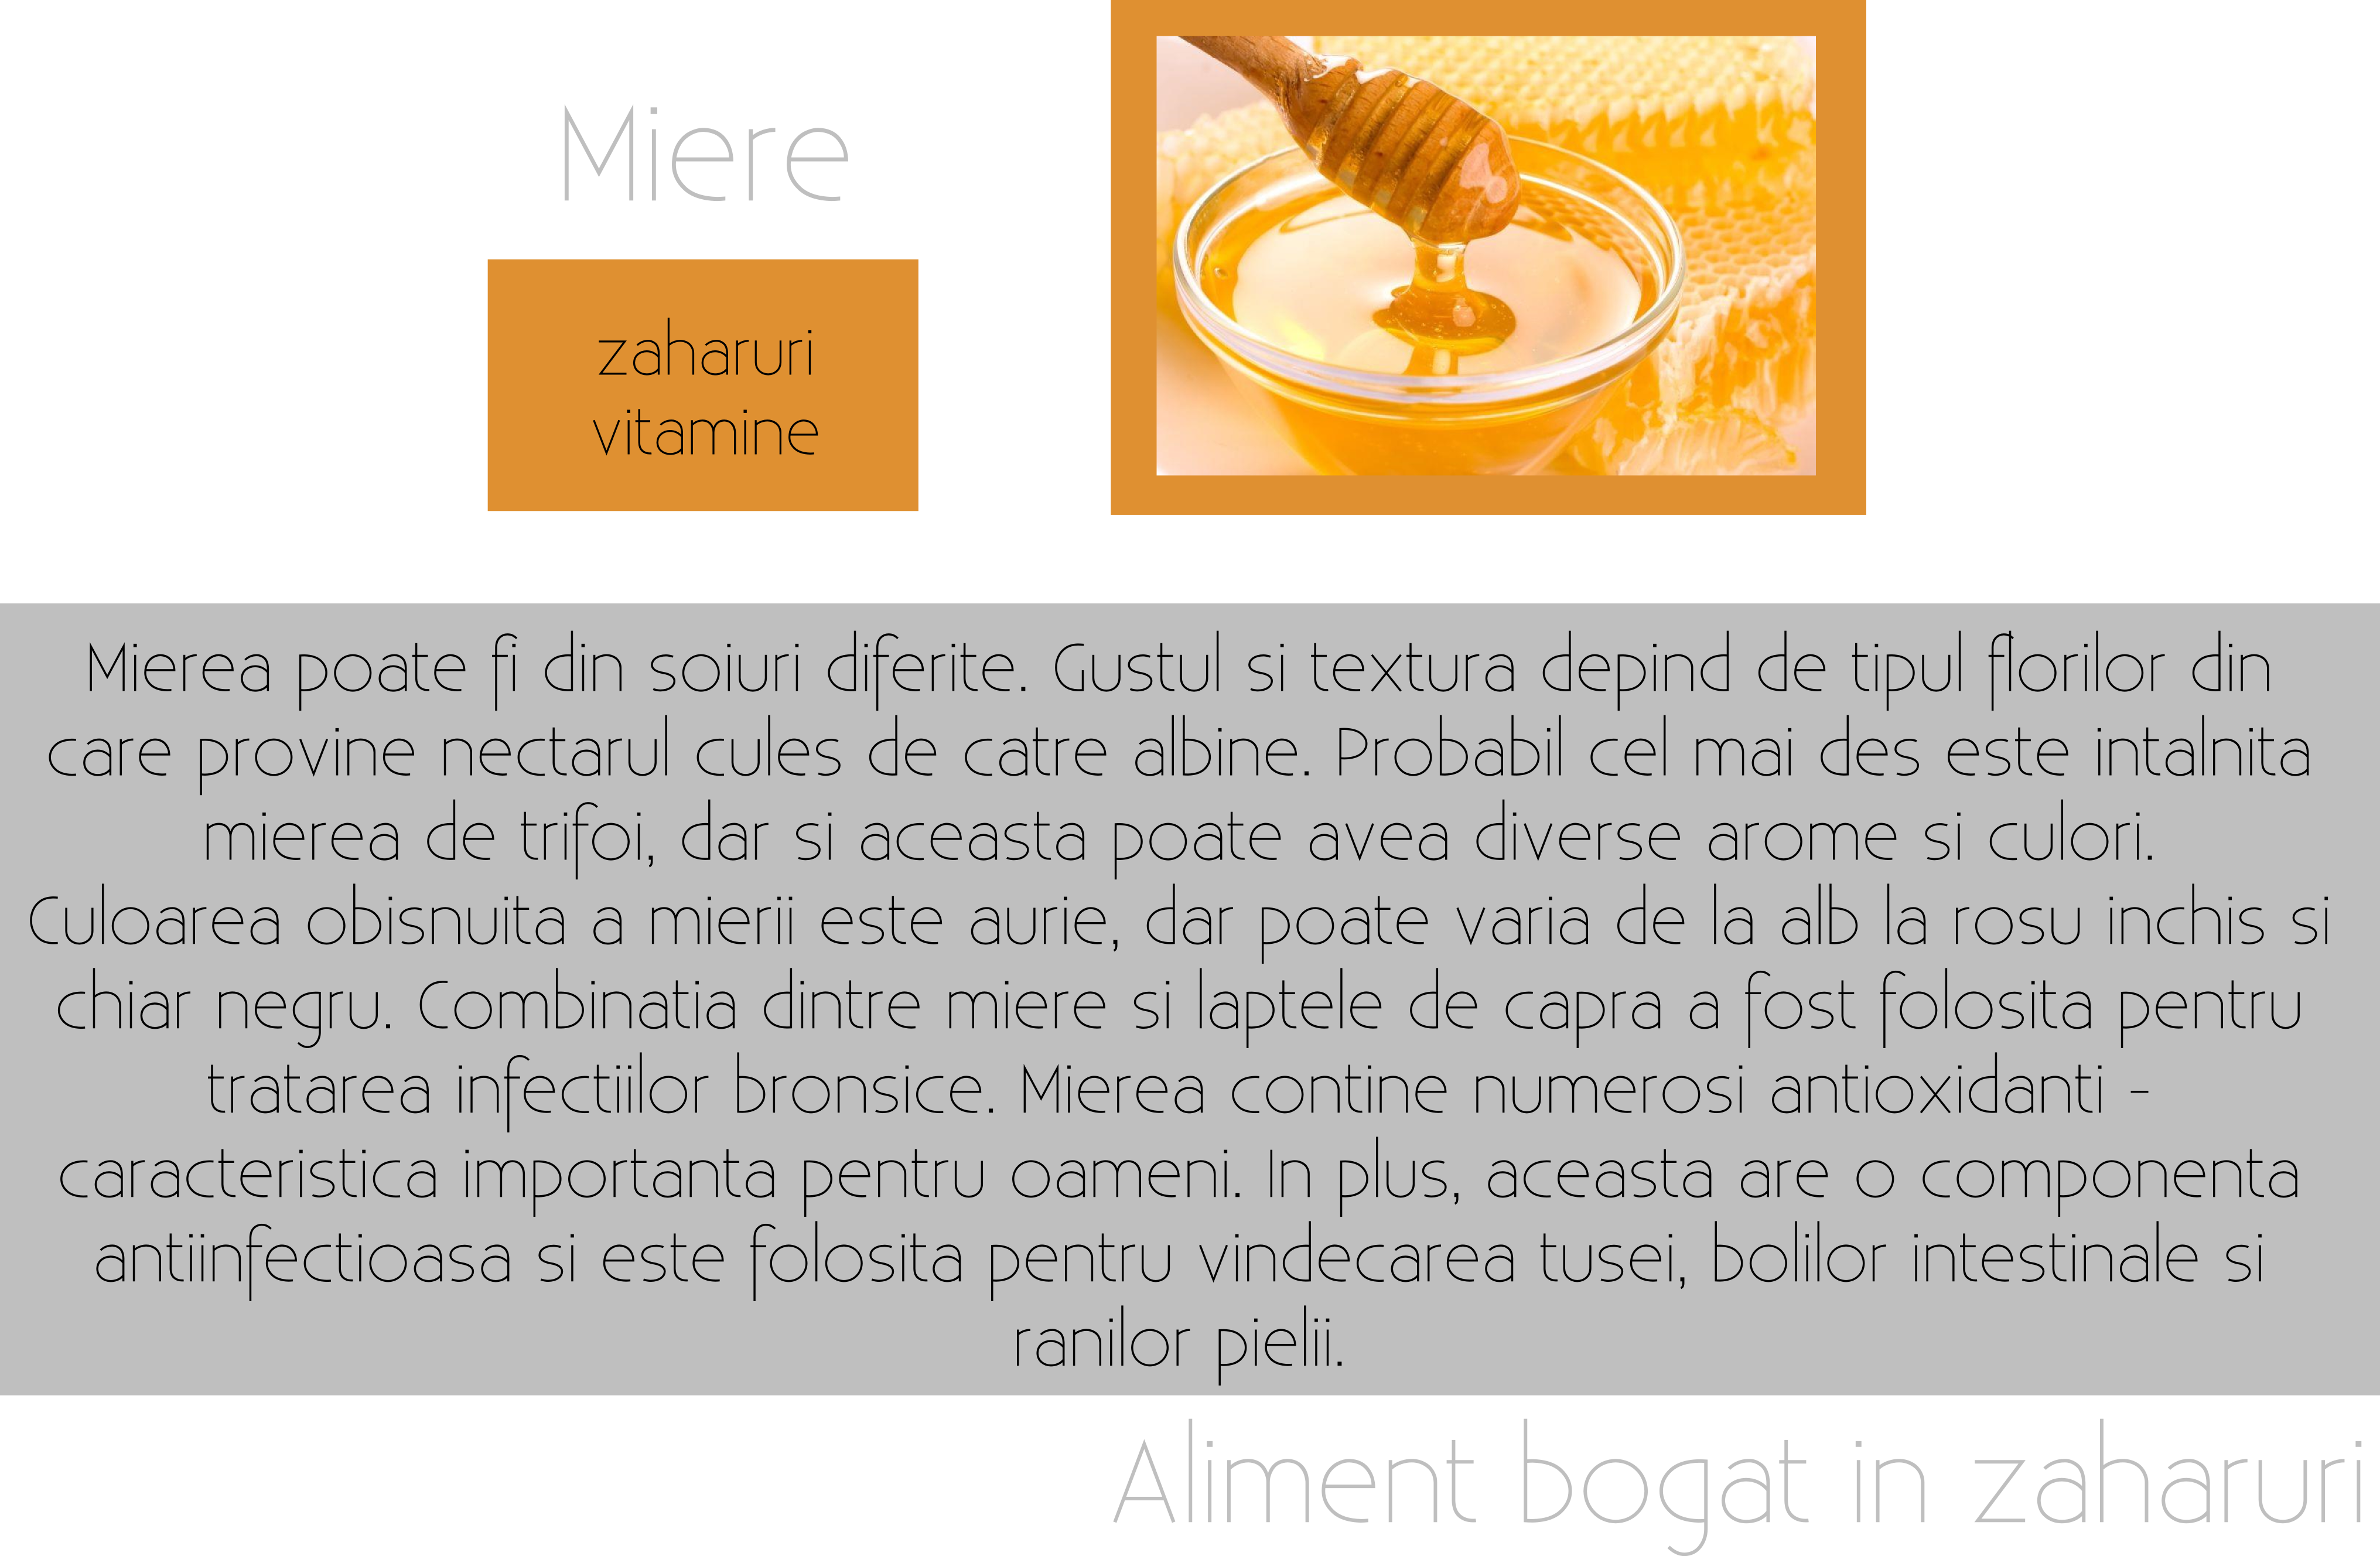 Miere
zaharuri
vitamine
Mierea poate fi din soiuri diferite. Gustul si textura depind de tipul florilor din
care provine nectarul cules de catre albine. Probabil cel mai des este intalnita
mierea de trifoi, dar si aceasta poate avea diverse arome si culori.
Culoarea obisnuita a mierii este aurie, dar poate varia de la alb la rosu inchis si
chiar negru. Combinatia dintre miere si laptele de capra a fost folosita pentru
tratarea infectiilor bronsice. Mierea contine numerosi antioxidanti -
caracteristica importanta pentru oameni. In plus, aceasta are o componenta
antiinfectioasa si este folosita pentru vindecarea tusei, bolilor intestinale si
ranilor pielii.
Aliment bogat in zaharuri